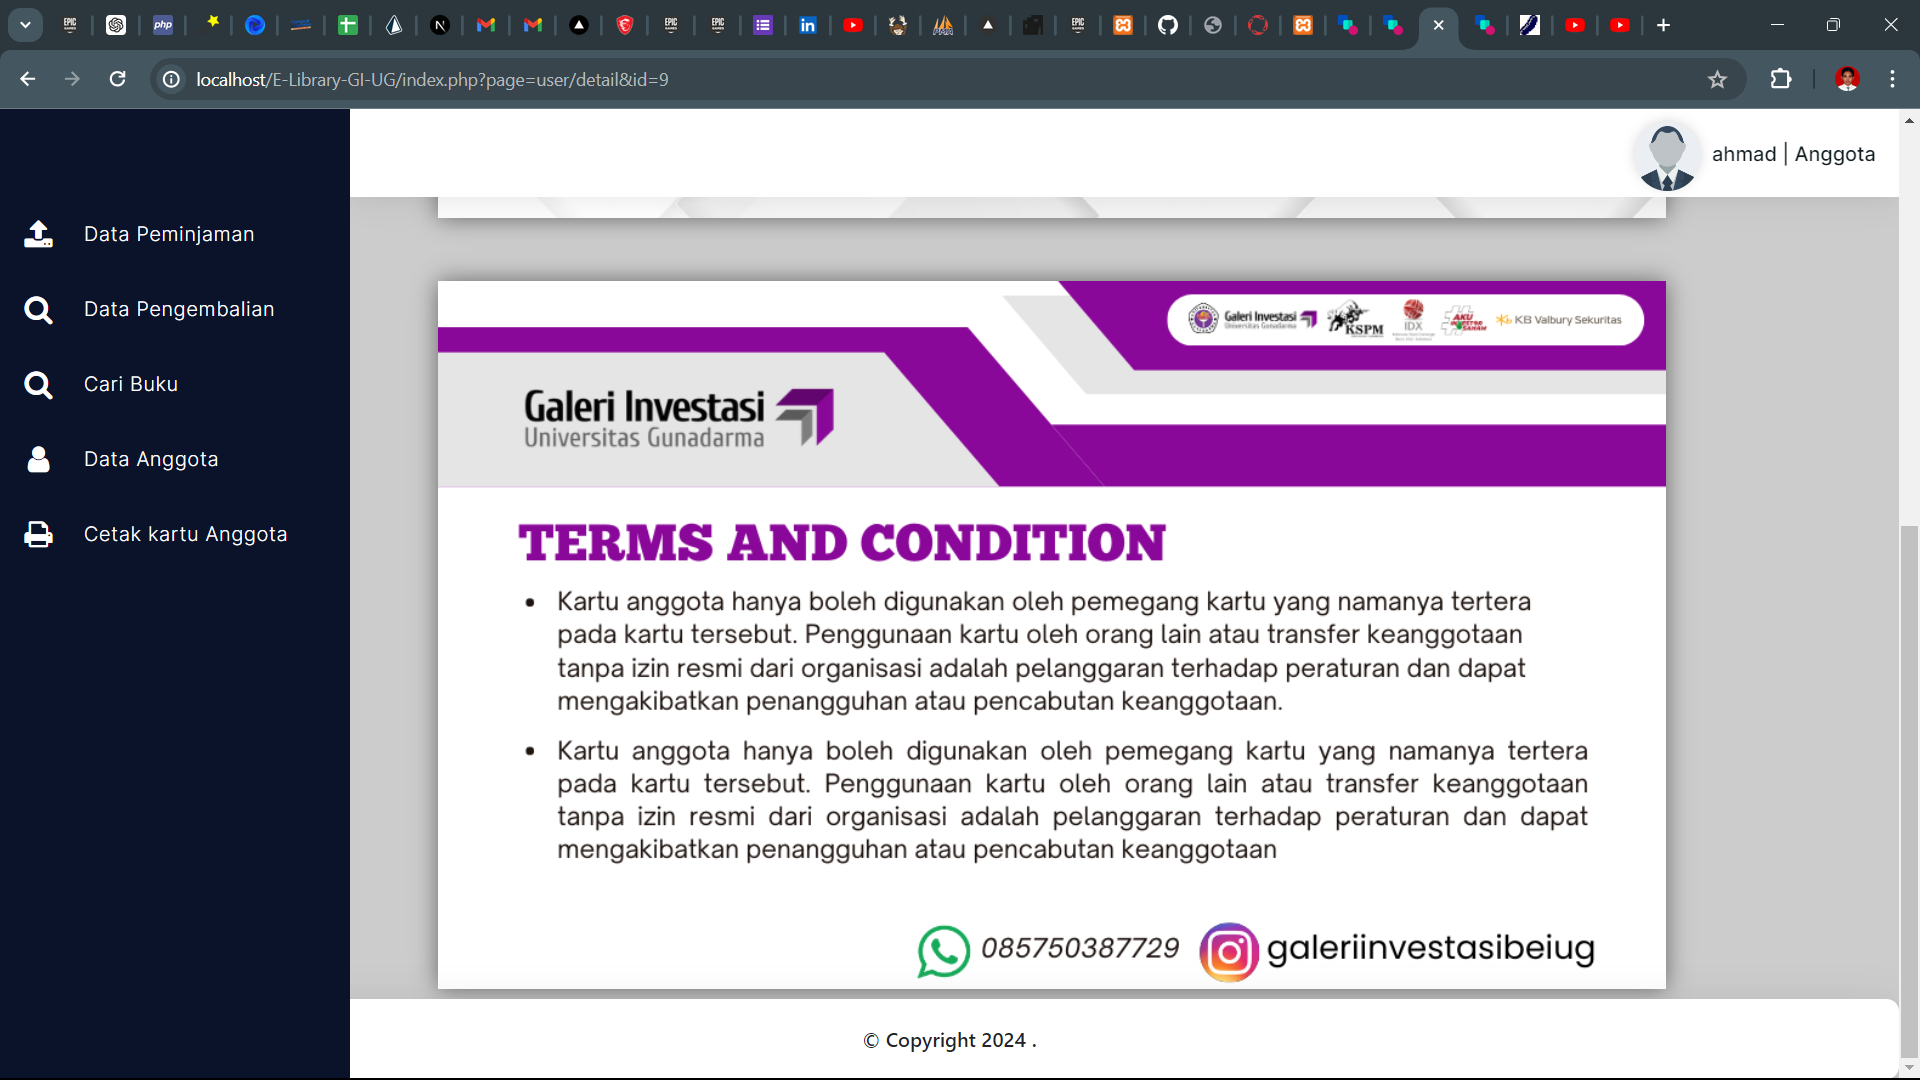 localhost/E-Library-GI-UG/index.php?page=user/detail&id=9
ahmad | Anggota
Data Peminjaman
Data Pengembalian
Cari Buku
Data Anggota
Cetak kartu Anggota
Galeri Investasi
Universitas Gunadarma
KSPM
IDX
#AKU INVESTOR SAHAM
KB Valbury Sekuritas
Galeri Investasi
Universitas Gunadarma
TERMS AND CONDITION
• Kartu anggota hanya boleh digunakan oleh pemegang kartu yang namanya tertera
pada kartu tersebut. Penggunaan kartu oleh orang lain atau transfer keanggotaan
tanpa izin resmi dari organisasi adalah pelanggaran terhadap peraturan dan dapat
mengakibatkan penangguhan atau pencabutan keanggotaan.
• Kartu anggota hanya boleh digunakan oleh pemegang kartu yang namanya tertera
pada kartu tersebut. Penggunaan kartu oleh orang lain atau transfer keanggotaan
tanpa izin resmi dari organisasi adalah pelanggaran terhadap peraturan dan dapat
mengakibatkan penangguhan atau pencabutan keanggotaan
085750387729
galeriinvestasibeiug
© Copyright 2024 .